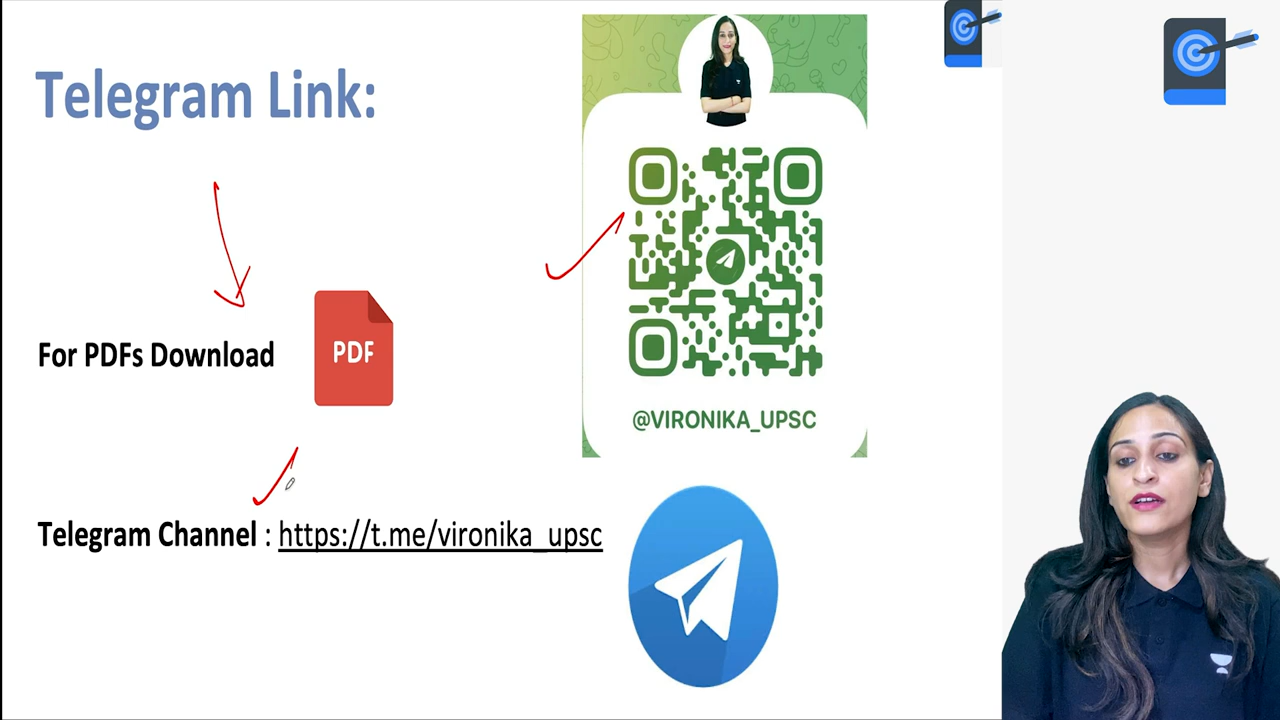 Telegram Link:
For PDFs Download
PDF
Telegram Channel : https://t.me/vironika_upsc
@VIRONIKA_UPSC